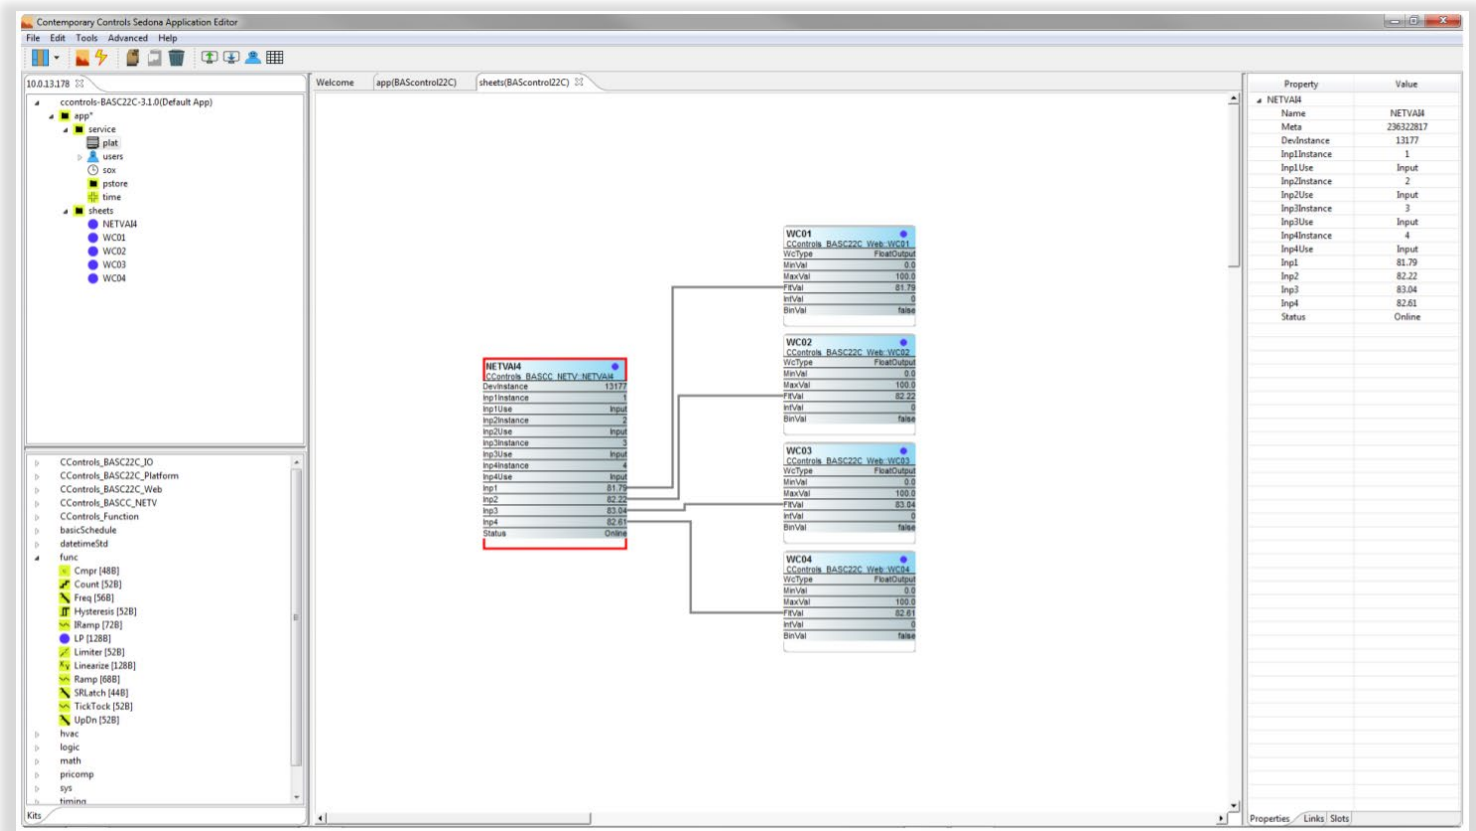 Contemporary Controls Sedona Application Editor
File Edit Tools Advanced Help
10.0.13.178
ccontrols-BASC22C-3.1.0(Default App)
app*
service
plat
users
sox
pstore
time
sheets
NETVAI4
WC01
WC02
WC03
WC04
CControls_BASC22C_IO
CControls_BASC22C_Platform
CControls_BASC22C_Web
CControls_BASCC_NETV
CControls_Function
basicSchedule
datetimeStd
func
Cmpr [48B]
Count [52B]
Freq [56B]
Hysteresis [52B]
IRamp [72B]
LP [128B]
Limiter [52B]
Linearize [128B]
Ramp [68B]
SRLatch [44B]
TickTock [52B]
UpDn [52B]
hvac
logic
math
pricomp
sys
timing
Kits
Welcome app(BAScontrol22C) sheets(BAScontrol22C)
NETVAI4
CControls_BASCC_NETV::NETVAI4
DevInstance 13177
Inp1Instance 1
Inp1Use Input
Inp2Instance 2
Inp2Use Input
Inp3Instance 3
Inp3Use Input
Inp4Instance 4
Inp4Use Input
Inp1 81.79
Inp2 82.22
Inp3 83.04
Inp4 82.61
Status Online
WC01
CControls_BASC22C_Web::WC01
WcType FloatOutput
MinVal 0.0
MaxVal 100.0
FltVal 81.79
IntVal 0
BinVal false
WC02
CControls_BASC22C_Web::WC02
WcType FloatOutput
MinVal 0.0
MaxVal 100.0
FltVal 82.22
IntVal 0
BinVal false
WC03
CControls_BASC22C_Web::WC03
WcType FloatOutput
MinVal 0.0
MaxVal 100.0
FltVal 83.04
IntVal 0
BinVal false
WC04
CControls_BASC22C_Web::WC04
WcType FloatOutput
MinVal 0.0
MaxVal 100.0
FltVal 82.61
IntVal 0
BinVal false
Property Value
NETVAI4
Name NETVAI4
Meta 236322817
DevInstance 13177
Inp1Instance 1
Inp1Use Input
Inp2Instance 2
Inp2Use Input
Inp3Instance 3
Inp3Use Input
Inp4Instance 4
Inp4Use Input
Inp1 81.79
Inp2 82.22
Inp3 83.04
Inp4 82.61
Status Online
Properties Links Slots